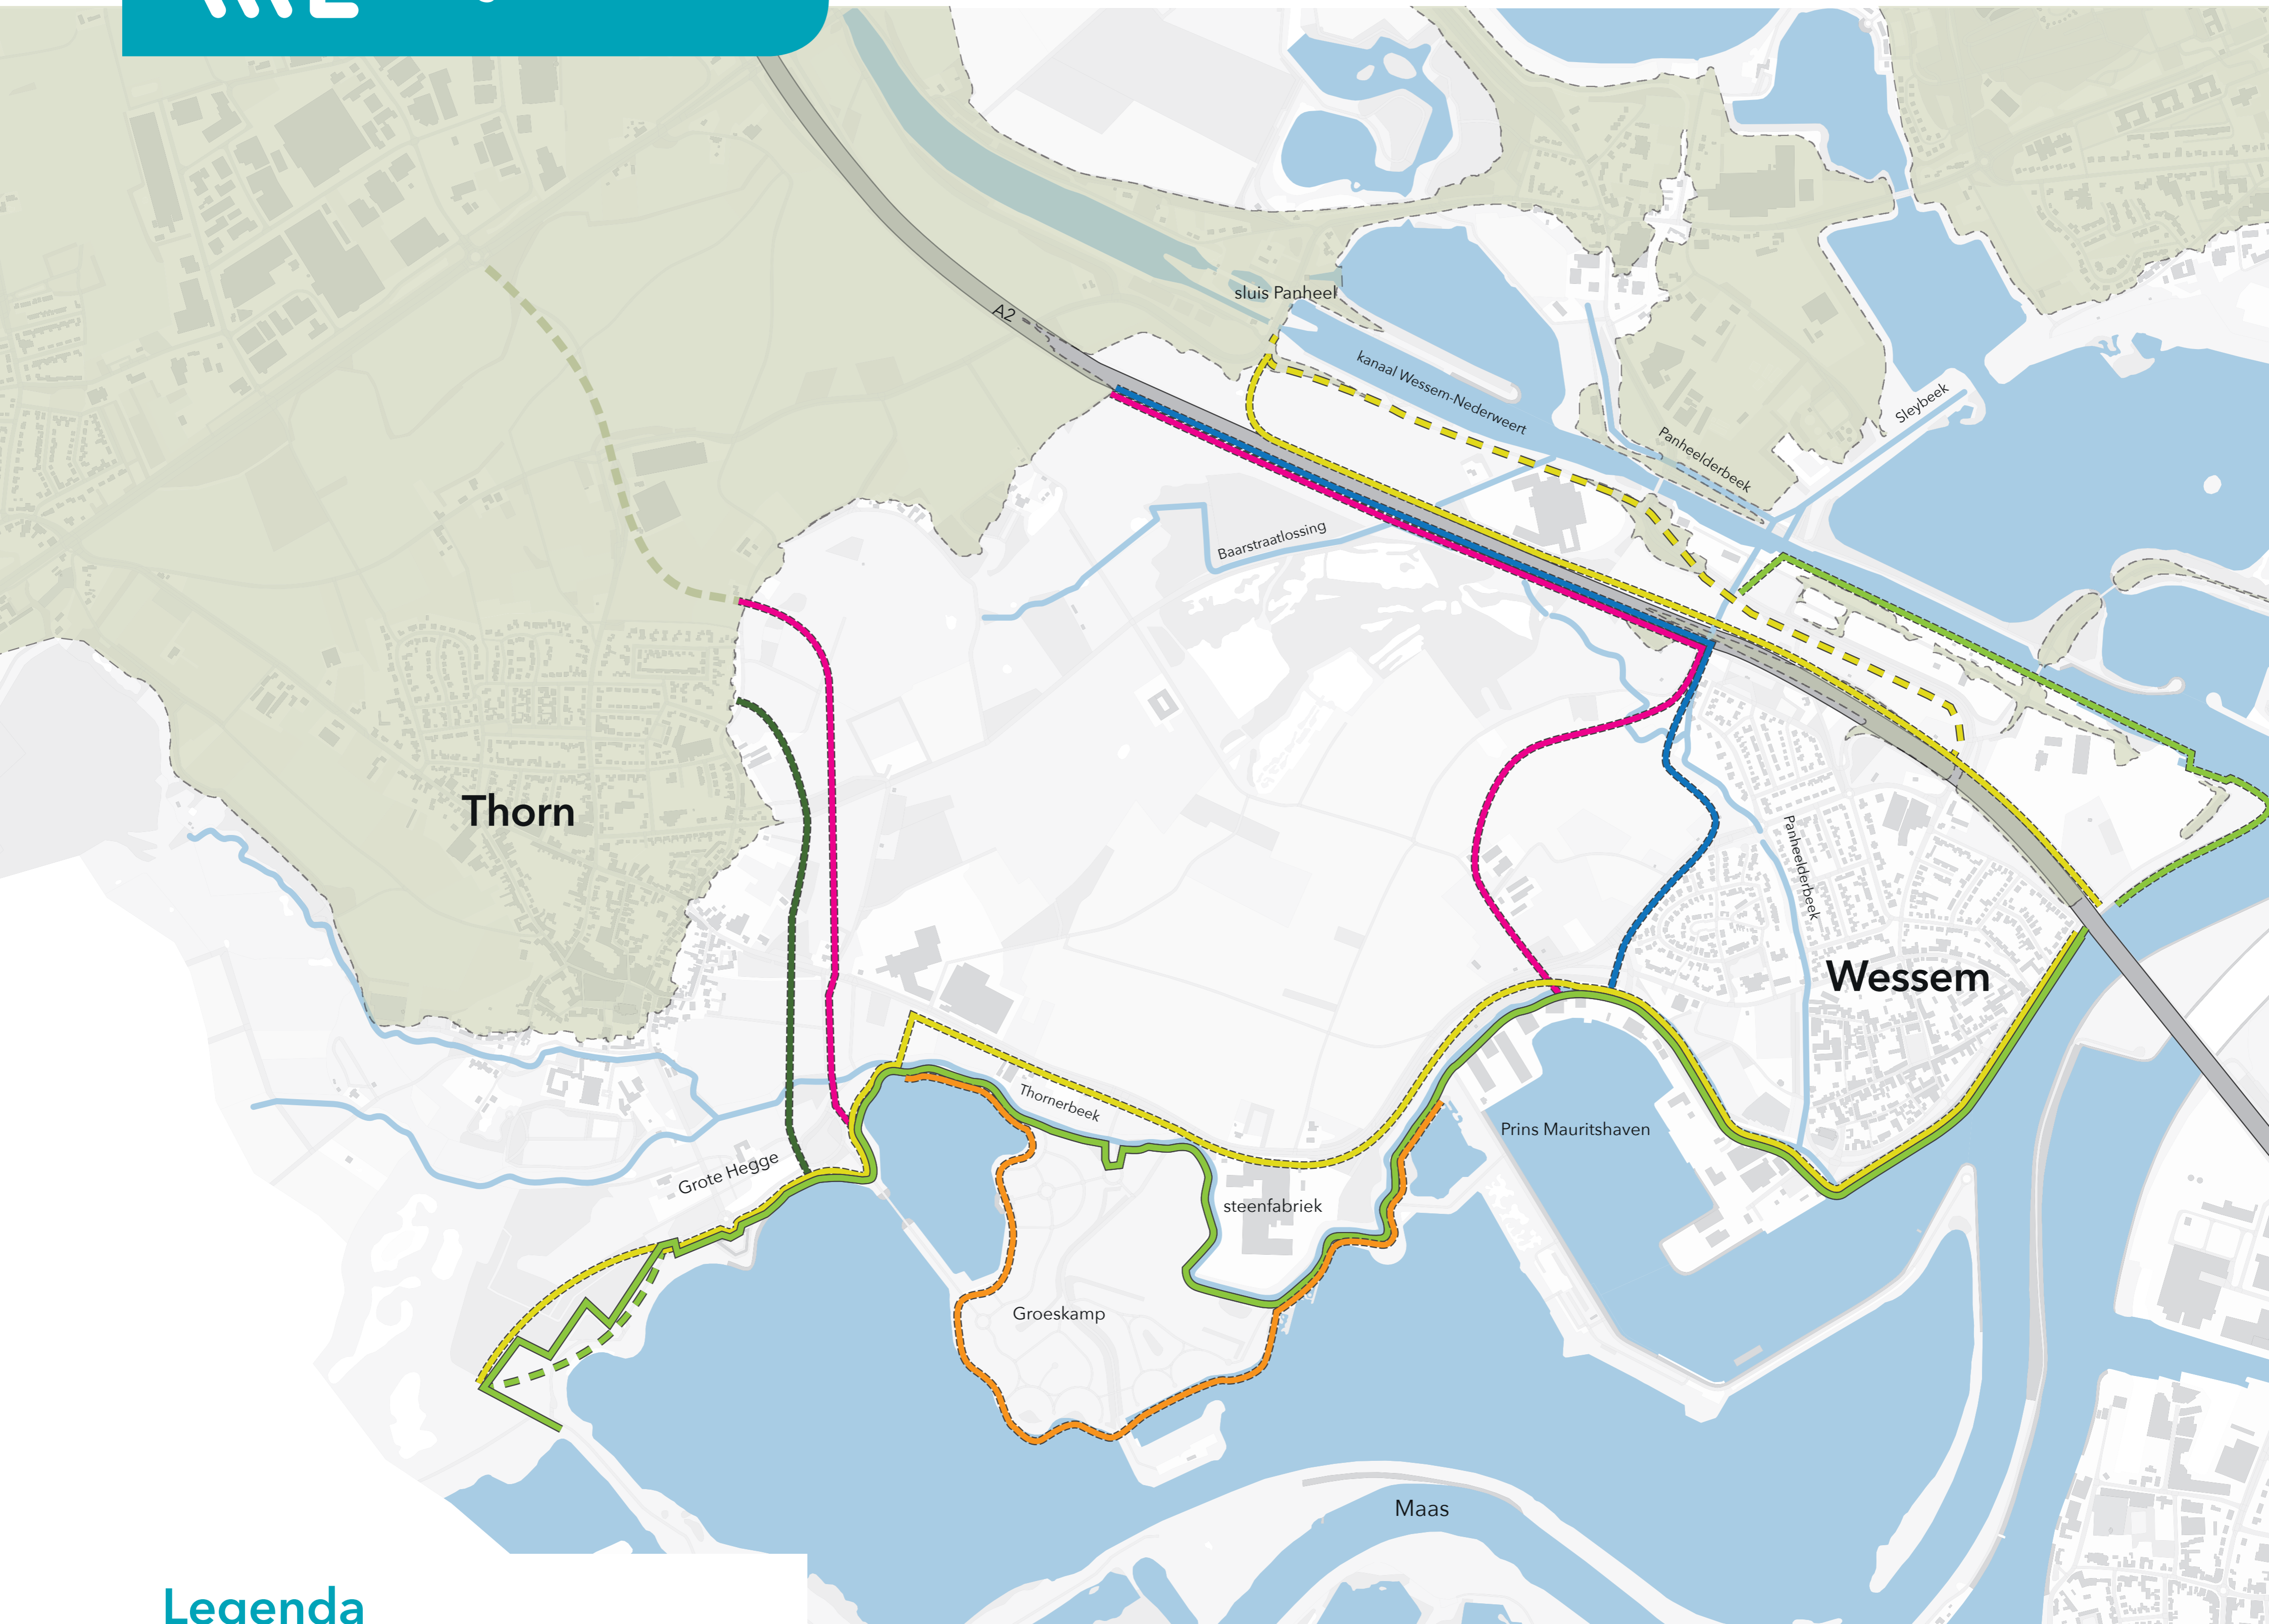 A2
sluis Panheel
kanaal Wessem-Nederweert
Sleybeek
Panheelderbeek
Baarstraatlossing
Thorn
Panheelderbeek
Wessem
Thornerbeek
Prins Mauritshaven
Grote Hegge
steenfabriek
Groeskamp
Maas
Legenda